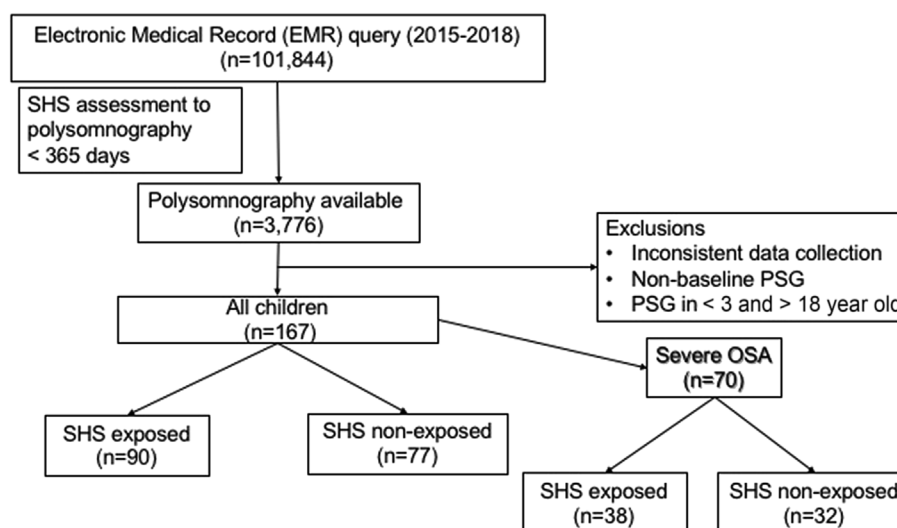 Electronic Medical Record (EMR) query (2015-2018)
(n=101,844)
SHS assessment to
polysomnography
< 365 days
Polysomnography available
(n=3,776)
Exclusions
• Inconsistent data collection
• Non-baseline PSG
• PSG in < 3 and > 18 year old
All children
(n=167)
Severe OSA
(n=70)
SHS exposed
(n=90)
SHS non-exposed
(n=77)
SHS exposed
(n=38)
SHS non-exposed
(n=32)